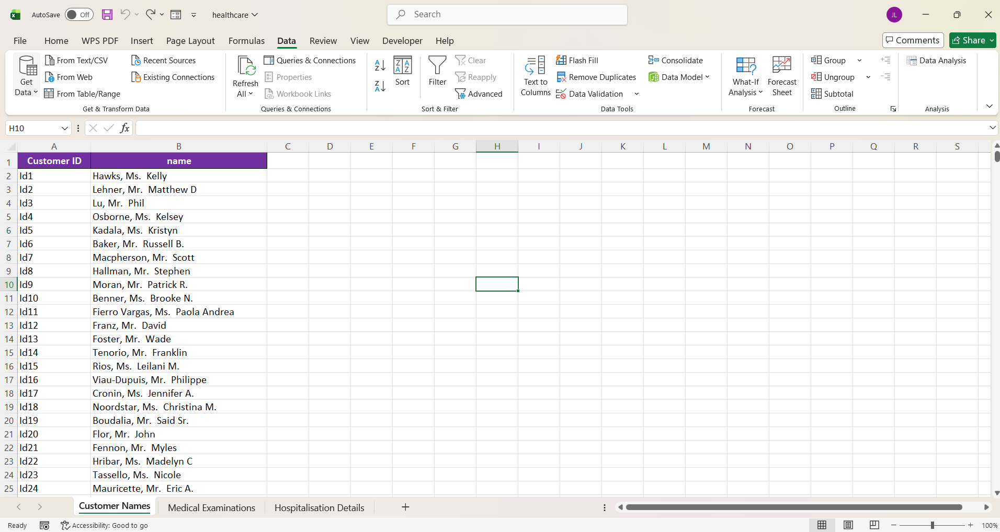 AutoSave Off healthcare Search JL
File Home WPS PDF Insert Page Layout Formulas Data Review View Developer Help Comments Share
Get Data
From Text/CSV
From Web
From Table/Range
Recent Sources
Existing Connections
Get & Transform Data
Refresh All
Queries & Connections
Properties
Workbook Links
Queries & Connections
Sort
Filter
Clear
Reapply
Advanced
Sort & Filter
Text to Columns
Flash Fill
Remove Duplicates
Data Validation
Consolidate
Data Model
Data Tools
What-If Analysis
Forecast Sheet
Forecast
Group
Ungroup
Subtotal
Outline
Data Analysis
Analysis
H10 fx
A B C D E F G H I J K L M N O P Q R S
1 Customer ID name
2 Id1 Hawks, Ms.  Kelly
3 Id2 Lehner, Mr.  Matthew D
4 Id3 Lu, Mr.  Phil
5 Id4 Osborne, Ms.  Kelsey
6 Id5 Kadala, Ms.  Kristyn
7 Id6 Baker, Mr.  Russell B.
8 Id7 Macpherson, Mr.  Scott
9 Id8 Hallman, Mr.  Stephen
10 Id9 Moran, Mr.  Patrick R.
11 Id10 Benner, Ms.  Brooke N.
12 Id11 Fierro Vargas, Ms.  Paola Andrea
13 Id12 Franz, Mr.  David
14 Id13 Foster, Mr.  Wade
15 Id14 Tenorio, Mr.  Franklin
16 Id15 Rios, Ms.  Leilani M.
17 Id16 Viau-Dupuis, Mr.  Philippe
18 Id17 Cronin, Ms.  Jennifer A.
19 Id18 Noordstar, Ms.  Christina M.
20 Id19 Boudalia, Mr.  Said Sr.
21 Id20 Flor, Mr.  John
22 Id21 Fennon, Mr.  Myles
23 Id22 Hribar, Ms.  Madelyn C
24 Id23 Tassello, Ms.  Nicole
25 Id24 Mauricette, Mr.  Eric A.
Customer Names Medical Examinations Hospitalisation Details
Ready Accessibility: Good to go 100%